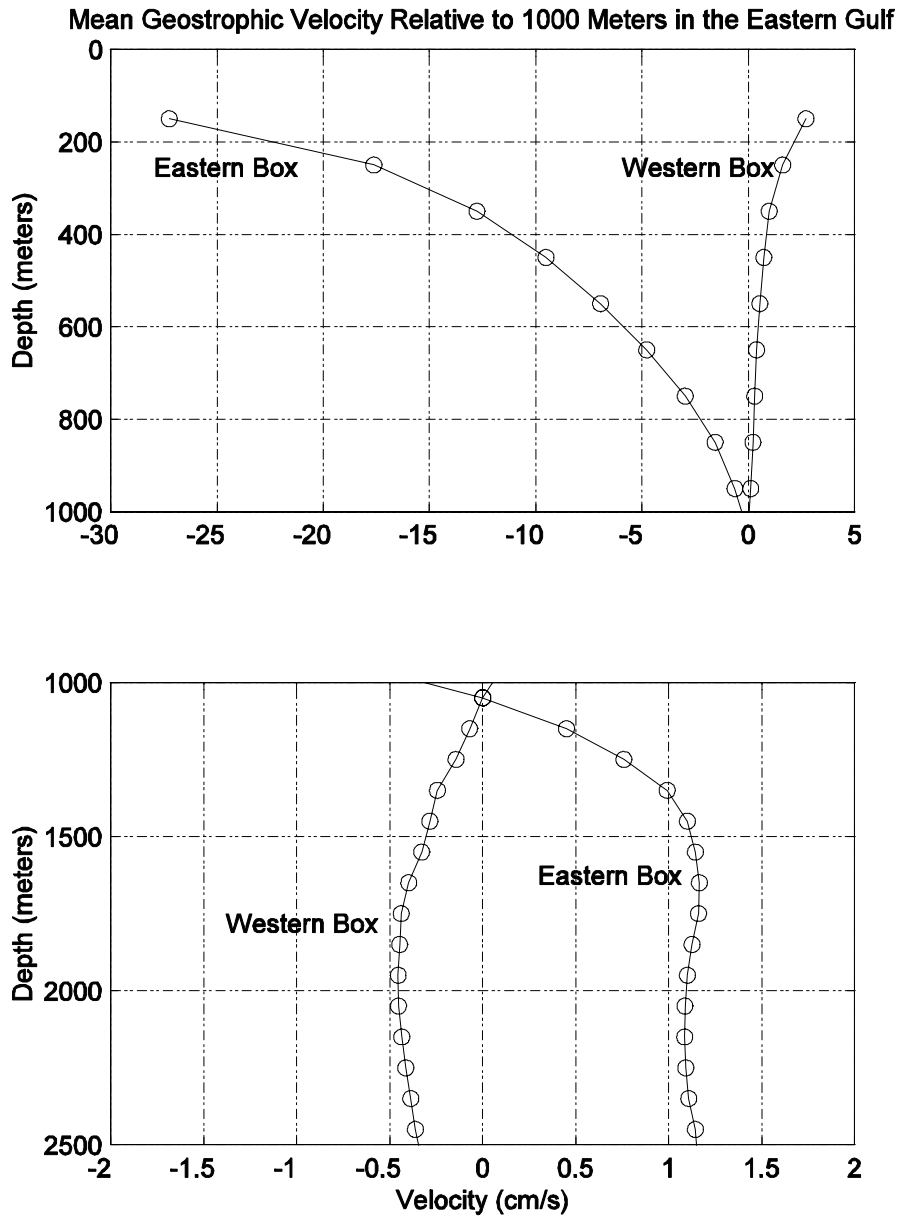 Mean Geostrophic Velocity Relative to 1000 Meters in the Eastern Gulf
0
200
400
600
800
1000
Depth (meters)
Eastern Box
Western Box
-30 -25 -20 -15 -10 -5 0 5
1000
1500
2000
2500
Depth (meters)
Eastern Box
Western Box
-2 -1.5 -1 -0.5 0 0.5 1 1.5 2
Velocity (cm/s)